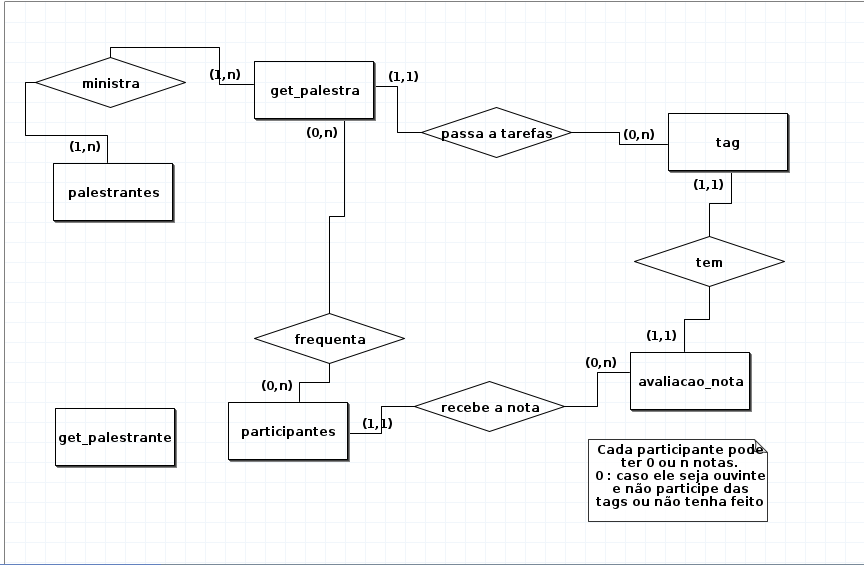 (1,n)
ministra
get_palestra
(1,1)
(0,n)
passa a tarefas
(0,n)
tag
(1,n)
palestrantes
(1,1)
tem
frequenta
(1,1)
(0,n)
avaliacao_nota
(0,n)
recebe a nota
participantes
(1,1)
get_palestrante
Cada participante pode
ter 0 ou n notas.
0 : caso ele seja ouvinte
e não participe das
tags ou não tenha feito